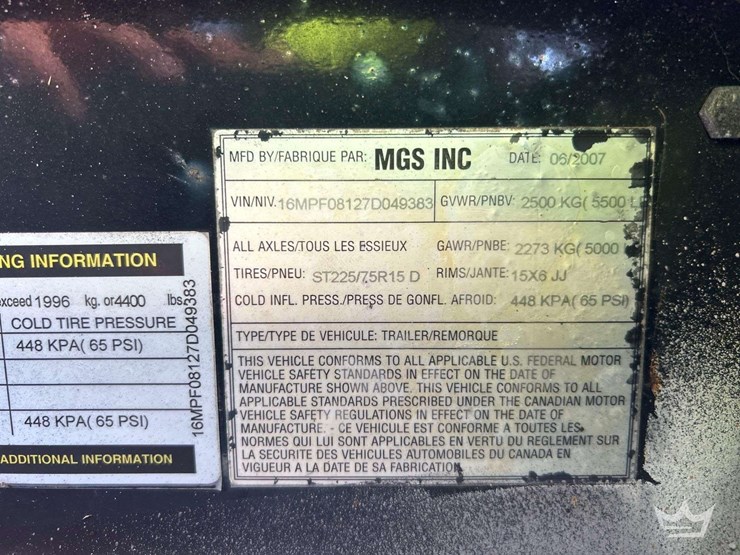 MFD BY/FABRIQUE PAR: MGS INC DATE: 06/2007
VIN/NIV. 16MPF08127D049383 GVWR/PNBV: 2500 KG( 5500
ALL AXLES/TOUS LES ESSIEUX GAWR/PNBE: 2273 KG( 5000
TIRES/PNEU: ST225/75R15 D RIMS/JANTE: 15X6 JJ
COLD INFL. PRESS./PRESS DE GONFL. AFROID: 448 KPA( 65 PSI)
TYPE/TYPE DE VEHICULE: TRAILER/REMORQUE
THIS VEHICLE CONFORMS TO ALL APPLICABLE U.S. FEDERAL MOTOR
VEHICLE SAFETY STANDARDS IN EFFECT ON THE DATE OF
MANUFACTURE SHOWN ABOVE. THIS VEHICLE CONFORMS TO ALL
APPLICABLE STANDARDS PRESCRIBED UNDER THE CANADIAN MOTOR
VEHICLE SAFETY REGULATIONS IN EFFECT ON THE DATE OF
MANUFACTURE. - CE VEHICULE EST CONFORME A TOUTES LES
NORMES QUI LUI SONT APPLICABLES EN VERTU DU REGLEMENT SUR
LA SECURITE DES VEHICULES AUTOMOBILES DU CANADA EN
VIGUEUR A LA DATE DE SA FABRICATION.
NG INFORMATION
exceed 1996 kg. or 4400 lbs.
COLD TIRE PRESSURE
448 KPA( 65 PSI)
448 KPA( 65 PSI)
ADDITIONAL INFORMATION
16MPF08127D049383